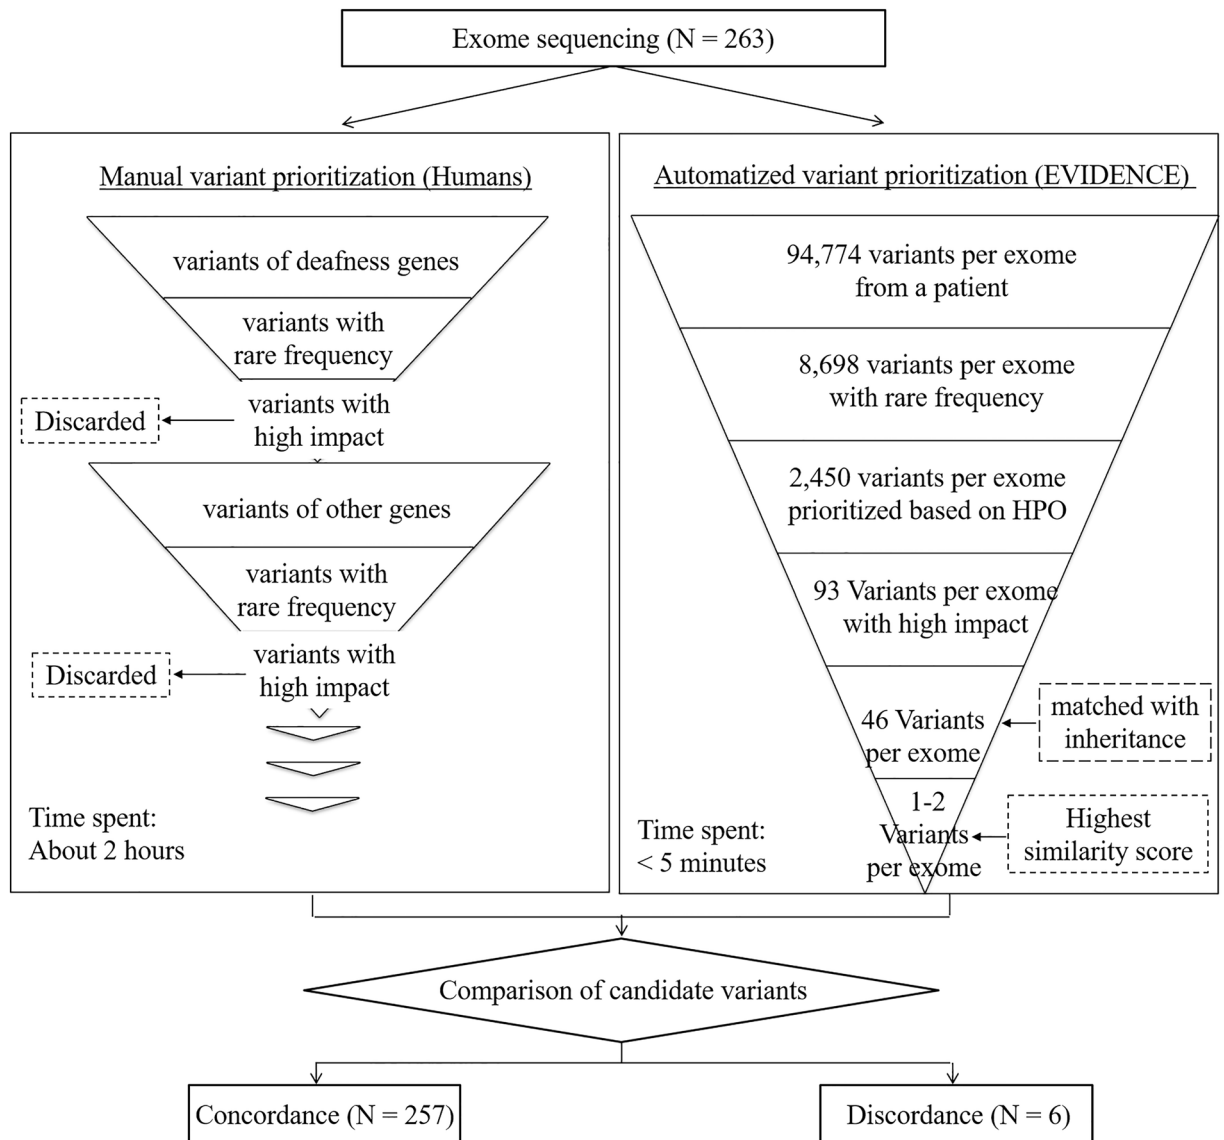 Exome sequencing (N = 263)
Manual variant prioritization (Humans)
variants of deafness genes
variants with
rare frequency
variants with
high impact
Discarded
variants of other genes
variants with
rare frequency
variants with
high impact
Discarded
Time spent:
About 2 hours
Automatized variant prioritization (EVIDENCE)
94,774 variants per exome
from a patient
8,698 variants per exome
with rare frequency
2,450 variants per exome
prioritized based on HPO
93 Variants per exome
with high impact
46 Variants
per exome
matched with
inheritance
1-2
Variants
per exome
Highest
similarity score
Time spent:
< 5 minutes
Comparison of candidate variants
Concordance (N = 257)
Discordance (N = 6)